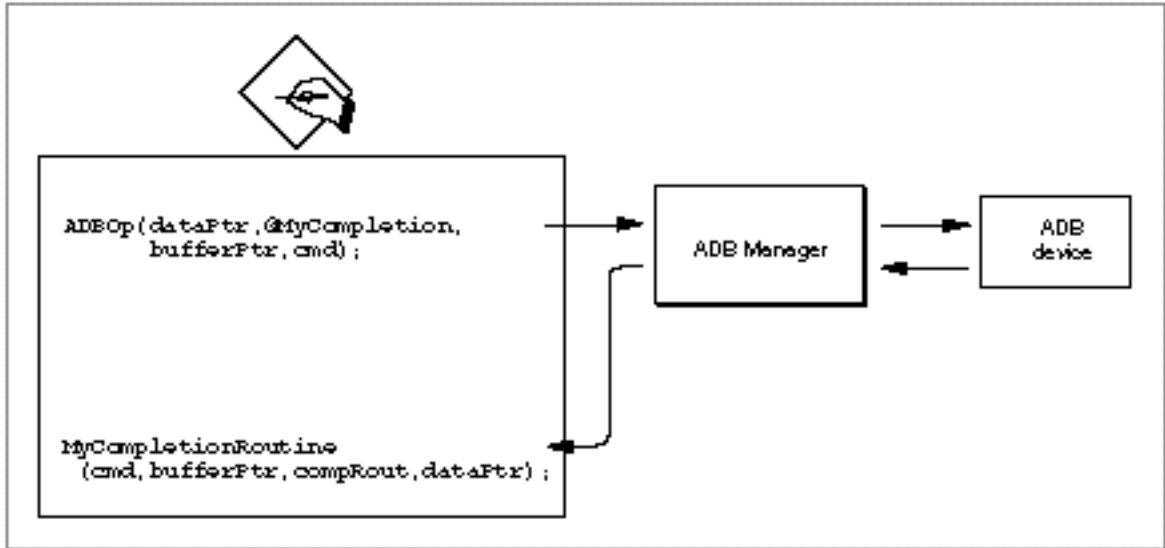 ADBOp(dataPtr,@MyCompletion,
bufferPtr,cmd);
ADB Manager
ADB
device
MyCompletionRoutine
(cmd,bufferPtr,compRout,dataPtr);